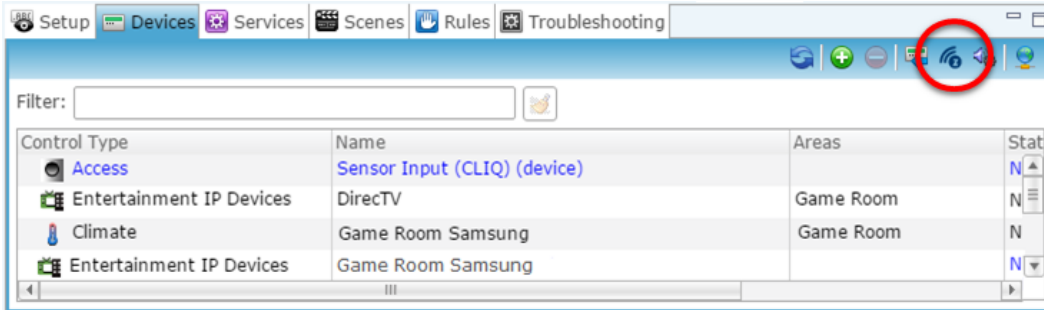 Setup Devices Services Scenes Rules Troubleshooting
Filter:
Control Type Name Areas Stat
Access Sensor Input (CLIQ) (device) N
Entertainment IP Devices DirecTV Game Room N
Climate Game Room Samsung Game Room N
Entertainment IP Devices Game Room Samsung N